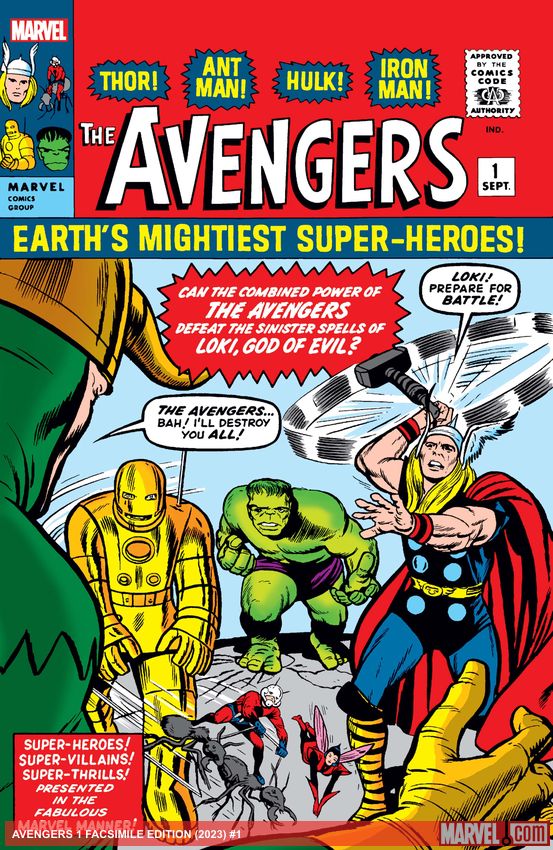 MARVEL
THOR!
ANT
MAN!
HULK!
IRON
MAN!
APPROVED
BY THE
COMICS
CODE
CA
AUTHORITY
IND.
THE AVENGERS
1
SEPT.
MARVEL
COMICS
GROUP
EARTH'S MIGHTIEST SUPER-HEROES!
CAN THE COMBINED POWER OF
THE AVENGERS
DEFEAT THE SINISTER SPELLS OF
LOKI, GOD OF EVIL?
LOKI!
PREPARE FOR
BATTLE!
THE AVENGERS...
BAH! I'LL DESTROY
YOU ALL!
SUPER-HEROES!
SUPER-VILLAINS!
SUPER-THRILLS!
PRESENTED
IN THE
FABULOUS
MARVEL MANNER!
AVENGERS 1 FACSIMILE EDITION (2023) #1
MARVEL.com